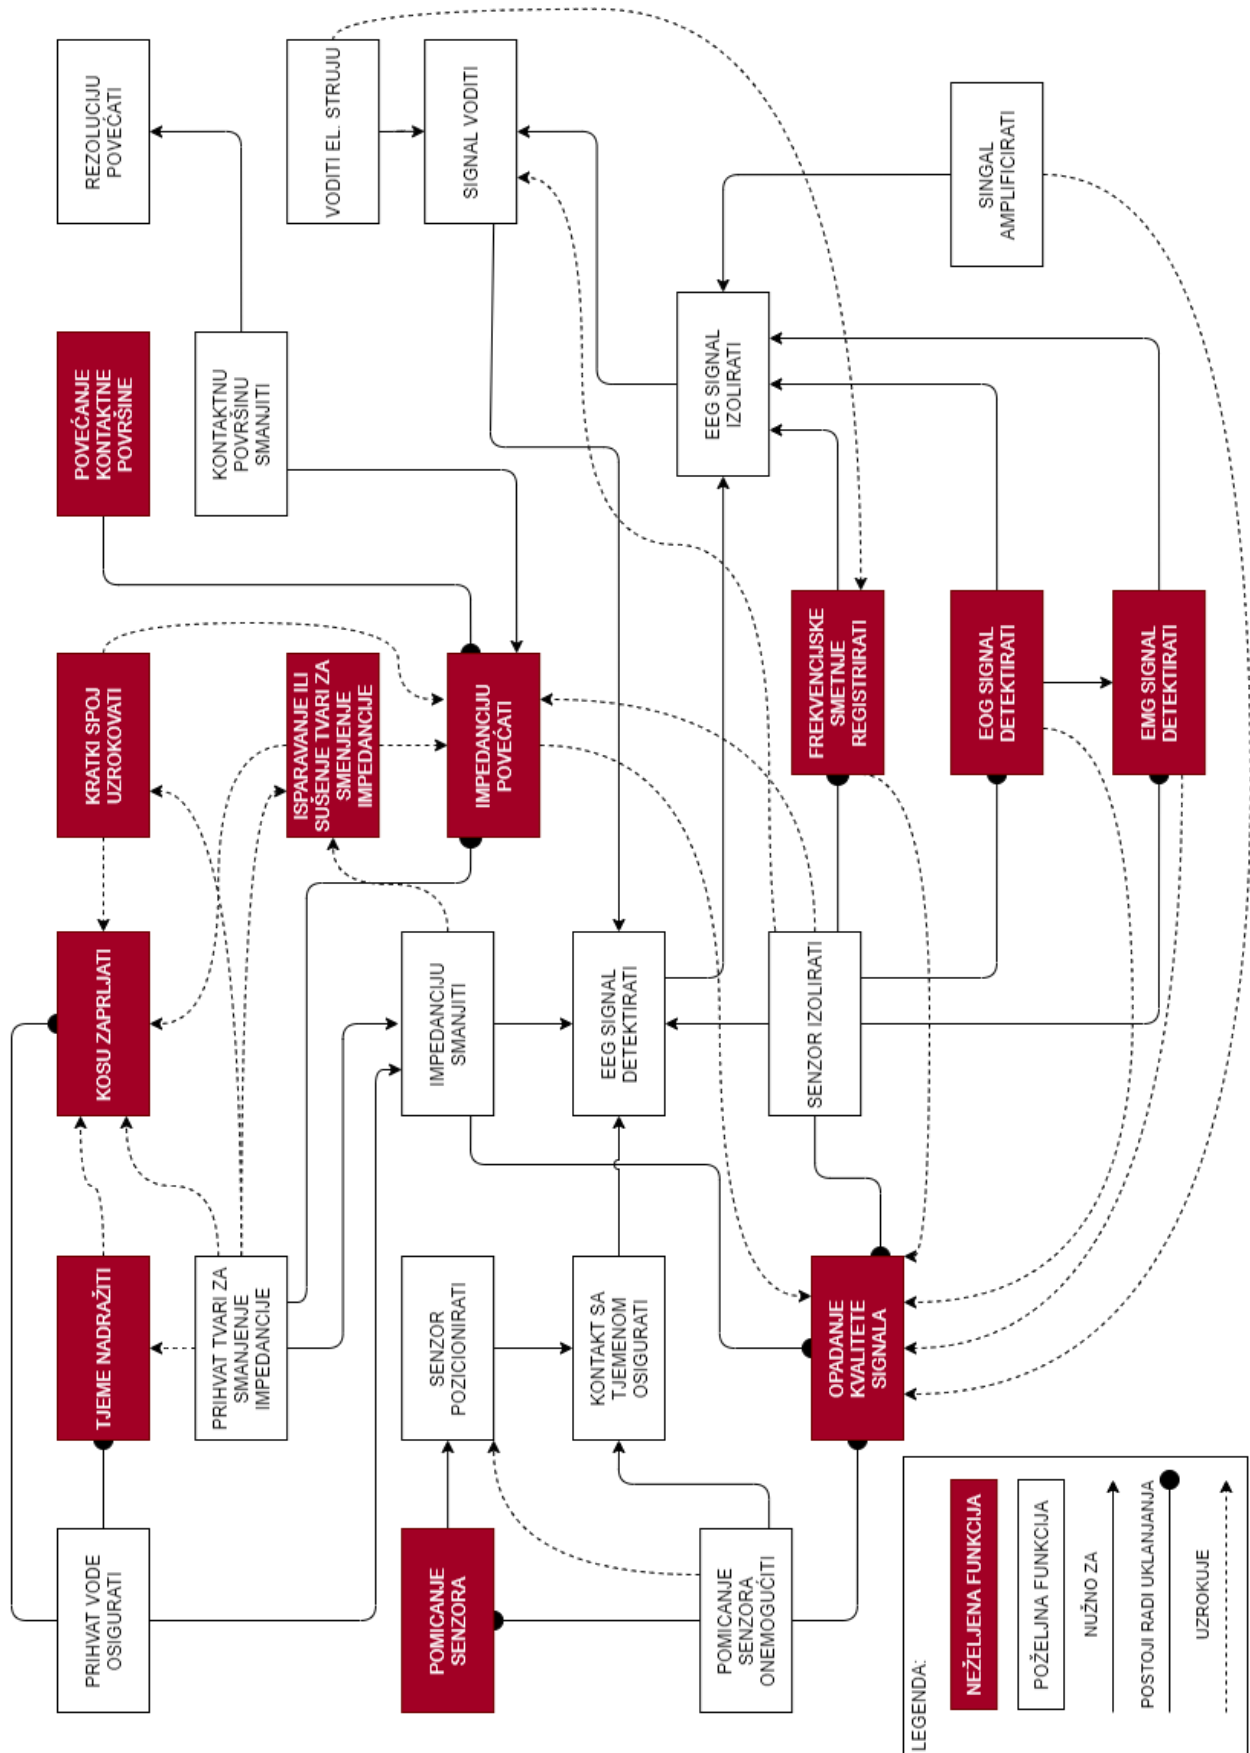 PRIHVAT VODE
OSIGURATI
TJEME NADRAŽITI
KOSU ZAPRLJATI
KRATKI SPOJ
UZROKOVATI
POVEĆANJE
KONTAKTNE
POVRŠINE
REZOLUCIJU
POVEĆATI
PRIHVAT TVARI ZA
SMANJENJE
IMPEDANCIJE
KONTAKTNU
POVRŠINU
SMANJITI
ISPARAVANJE ILI
SUŠENJE TVARI ZA
SMENJENJE
IMPEDANCIJE
VODITI EL. STRUJU
POMICANJE
SENZORA
SENZOR
POZICIONIRATI
IMPEDANCIJU
SMANJITI
IMPEDANCIJU
POVEĆATI
SIGNAL VODITI
KONTAKT SA
TJEMENOM
OSIGURATI
EEG SIGNAL
DETEKTIRATI
POMICANJE
SENZORA
ONEMOGUĆITI
EEG SIGNAL
IZOLIRATI
SENZOR IZOLIRATI
OPADANJE
KVALITETE
SIGNALA
FREKVENCIJSKE
SMETNJE
REGISTRIRATI
EOG SIGNAL
DETEKTIRATI
SINGAL
AMPLIFICIRATI
EMG SIGNAL
DETEKTIRATI
LEGENDA:
NEŽELJENA FUNKCIJA
POŽELJNA FUNKCIJA
NUŽNO ZA
POSTOJI RADI UKLANJANJA
UZROKUJE